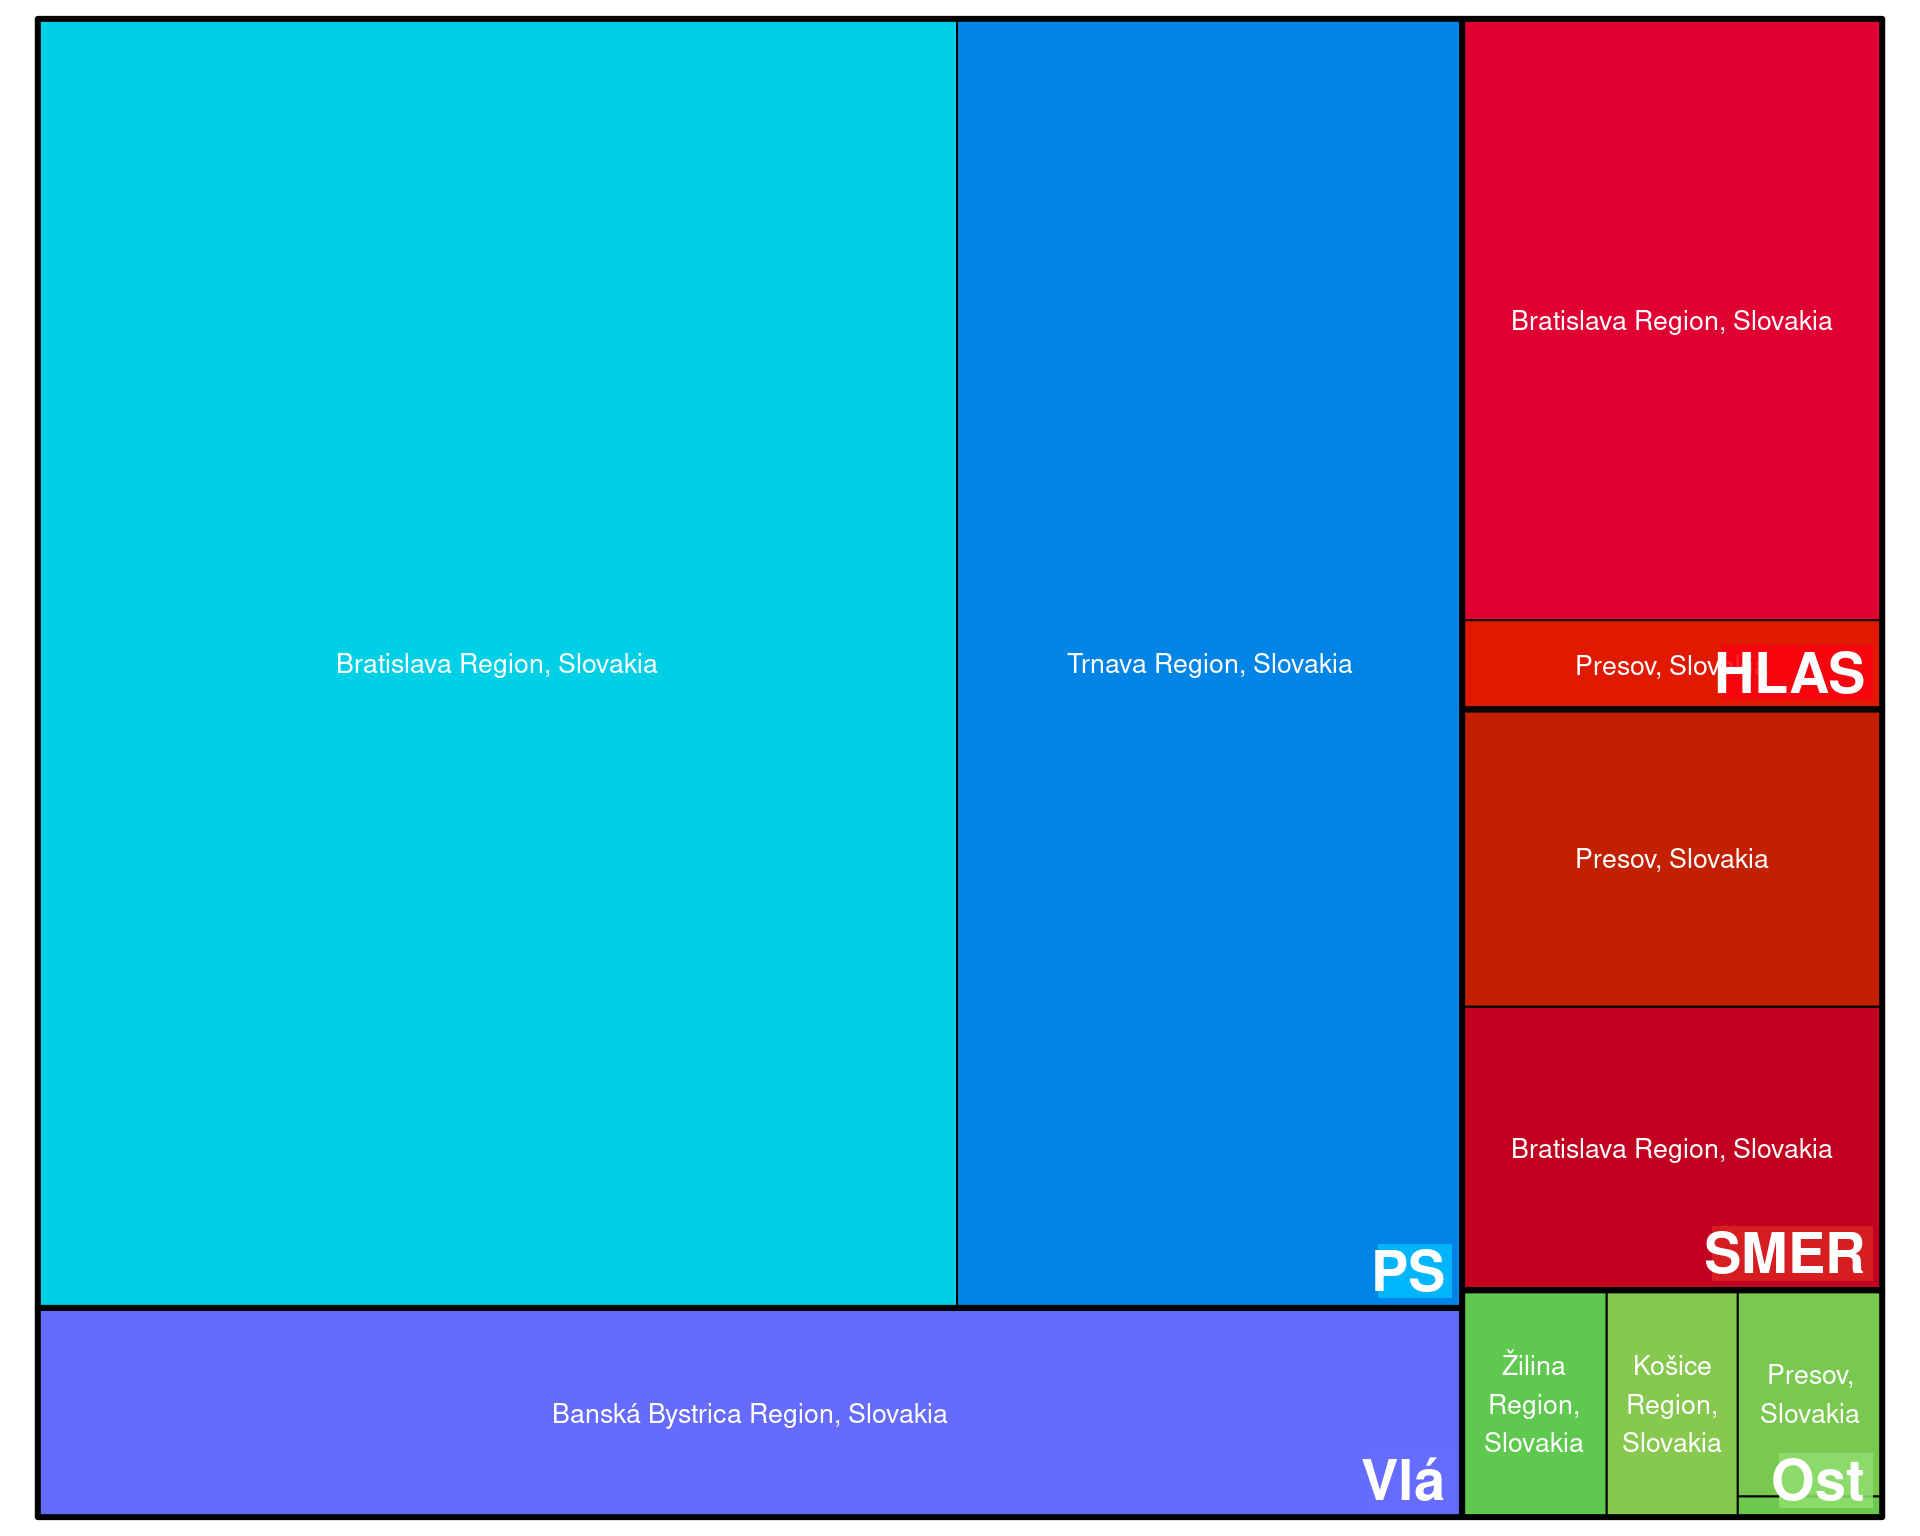 Bratislava Region, Slovakia
Trnava Region, Slovakia
PS
Banská Bystrica Region, Slovakia
Vlá
Bratislava Region, Slovakia
Presov, Slov
HLAS
Presov, Slovakia
Bratislava Region, Slovakia
SMER
Žilina
Region,
Slovakia
Košice
Region,
Slovakia
Presov,
Slovakia
Ost